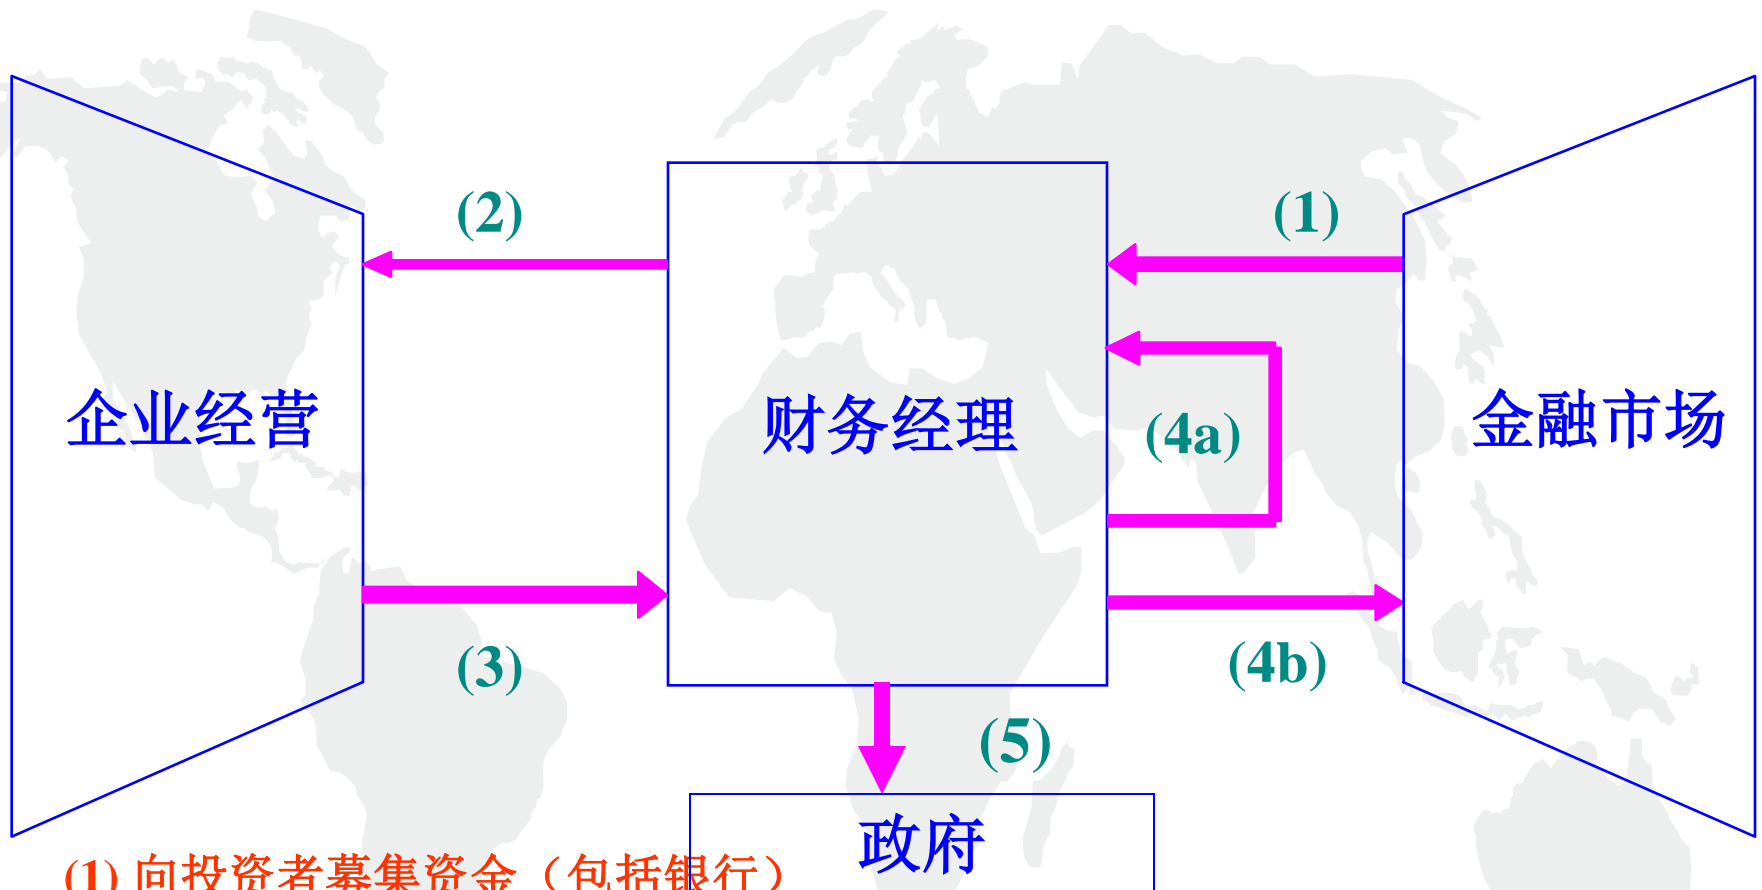 (2)
(1)
企业经营
财务经理
(4a)
金融市场
(3)
(4b)
(5)
政府
(1) 向投资者募集资金（包括银行）